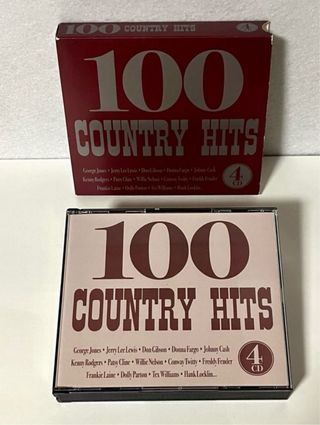 4
100
COUNTRY HITS
George Jones • Jerry Lee Lewis • Don Gibson • Donna Fargo • Johnny Cash
Kenny Rodgers • Patsy Cline • Willie Nelson • Conway Twitty • Freddy Fender
Frankie Laine • Dolly Parton • Tex Williams • Hank Locklin...
4
CD
100
COUNTRY HITS
George Jones • Jerry Lee Lewis • Don Gibson • Donna Fargo • Johnny Cash
Kenny Rodgers • Patsy Cline • Willie Nelson • Conway Twitty • Freddy Fender
Frankie Laine • Dolly Parton • Tex Williams • Hank Locklin...
4
CD